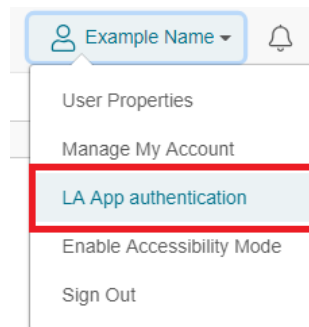 Example Name
User Properties
Manage My Account
LA App authentication
Enable Accessibility Mode
Sign Out